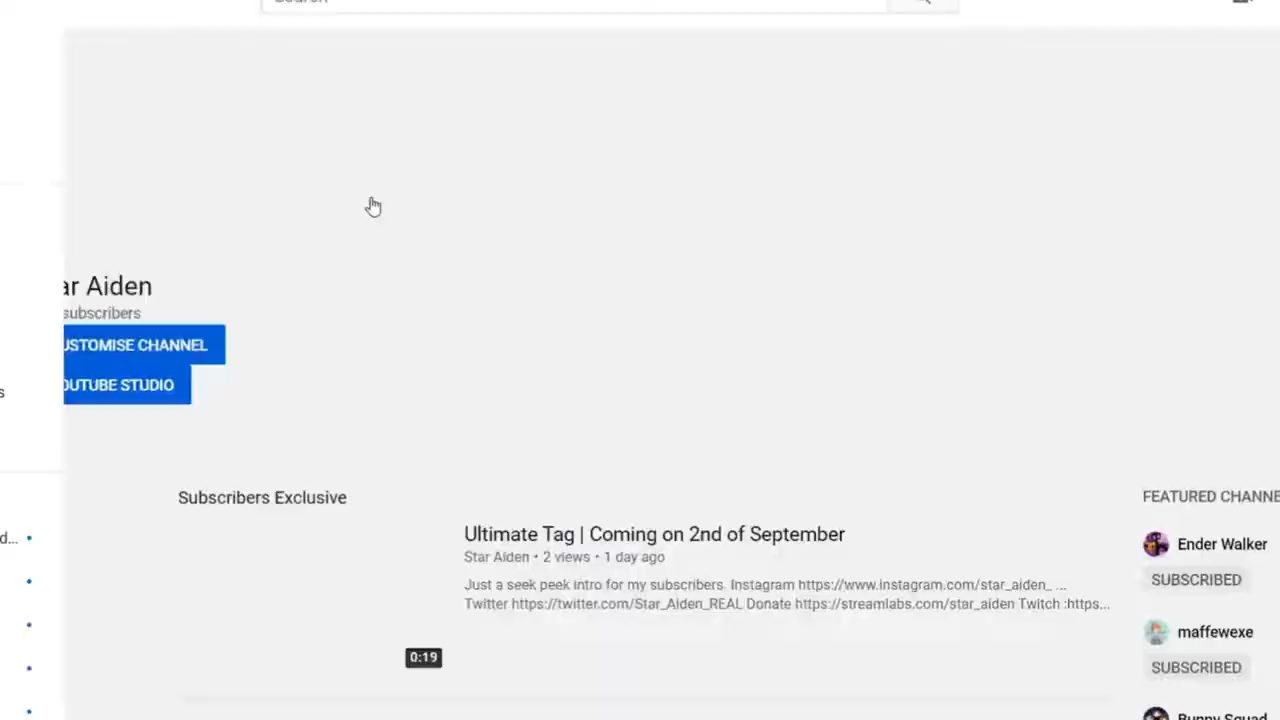 Search
ar Aiden
subscribers
USTOMISE CHANNEL
OUTUBE STUDIO
s
d...
Subscribers Exclusive
Ultimate Tag | Coming on 2nd of September
Star Aiden • 2 views • 1 day ago
Just a seek peek intro for my subscribers. Instagram https://www.instagram.com/star_aiden_ ...
Twitter https://twitter.com/Star_Aiden_REAL Donate https://streamlabs.com/star_aiden Twitch :https...
0:19
FEATURED CHANNE
Ender Walker
SUBSCRIBED
maffewexe
SUBSCRIBED
Bunny Squad